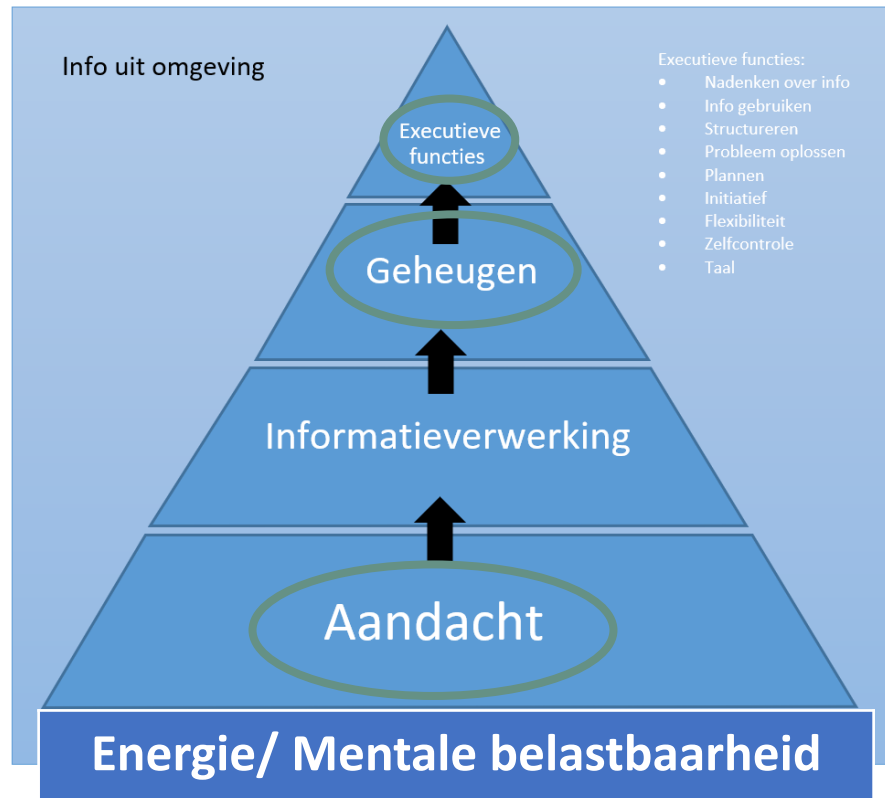 Info uit omgeving
Executieve functies:
• Nadenken over info
• Info gebruiken
• Structureren
• Probleem oplossen
• Plannen
• Initiatief
• Flexibiliteit
• Zelfcontrole
• Taal
Executieve
functies
Geheugen
Informatieverwerking
Aandacht
Energie/ Mentale belastbaarheid